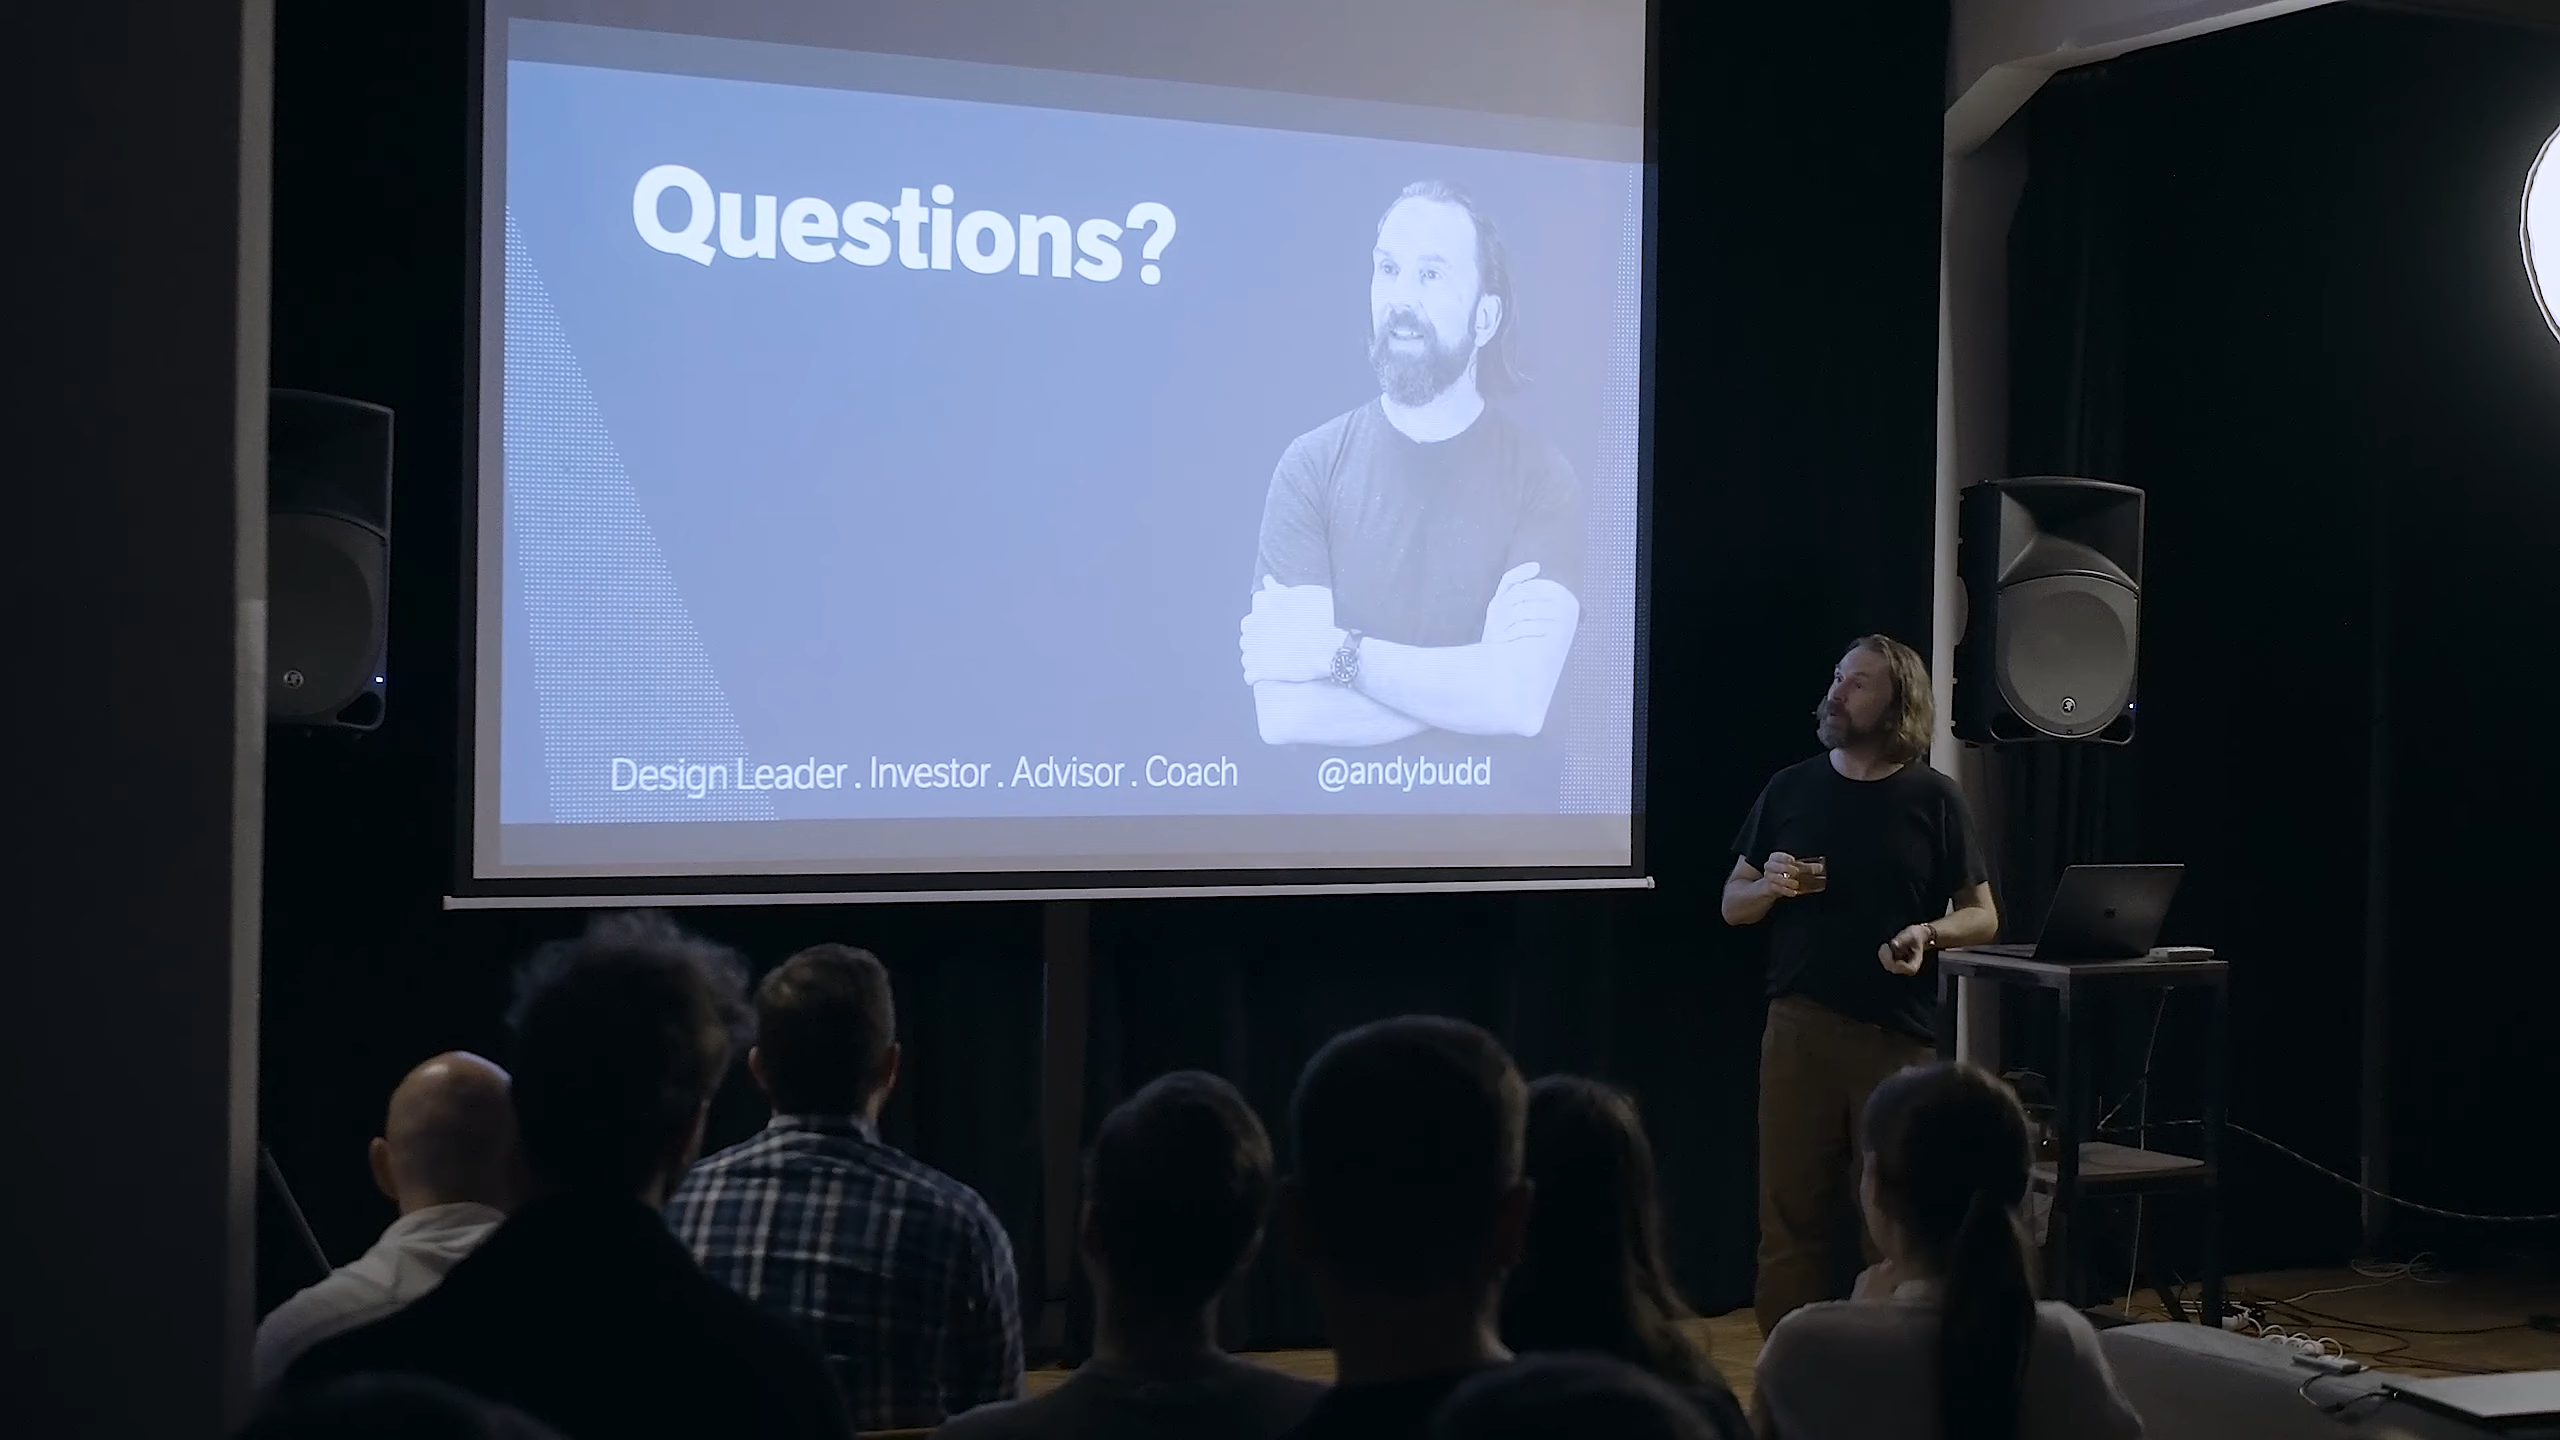 Questions?
Design Leader . Investor . Advisor . Coach
@andybudd